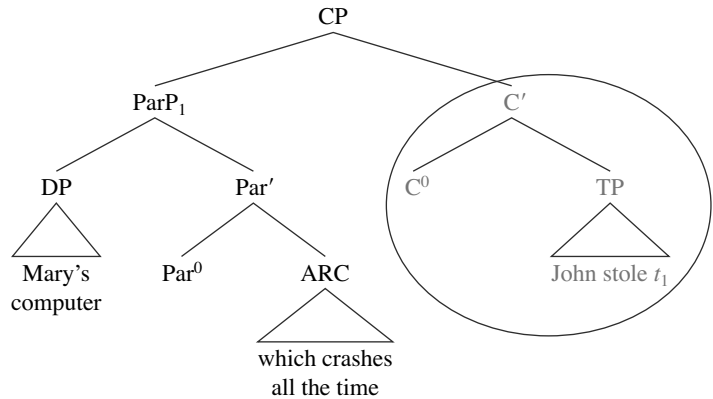 CP
ParP₁ C′
DP Par′ C⁰ TP
Mary's Par⁰ ARC John stole t₁
computer
which crashes
all the time